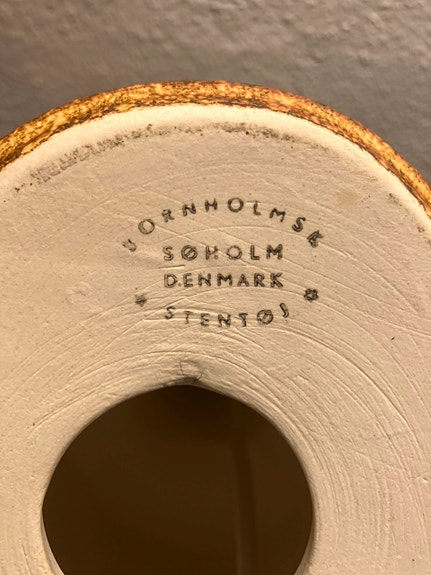 BORNHOLMSK
SØHOLM
DENMARK
* STENTØJ *